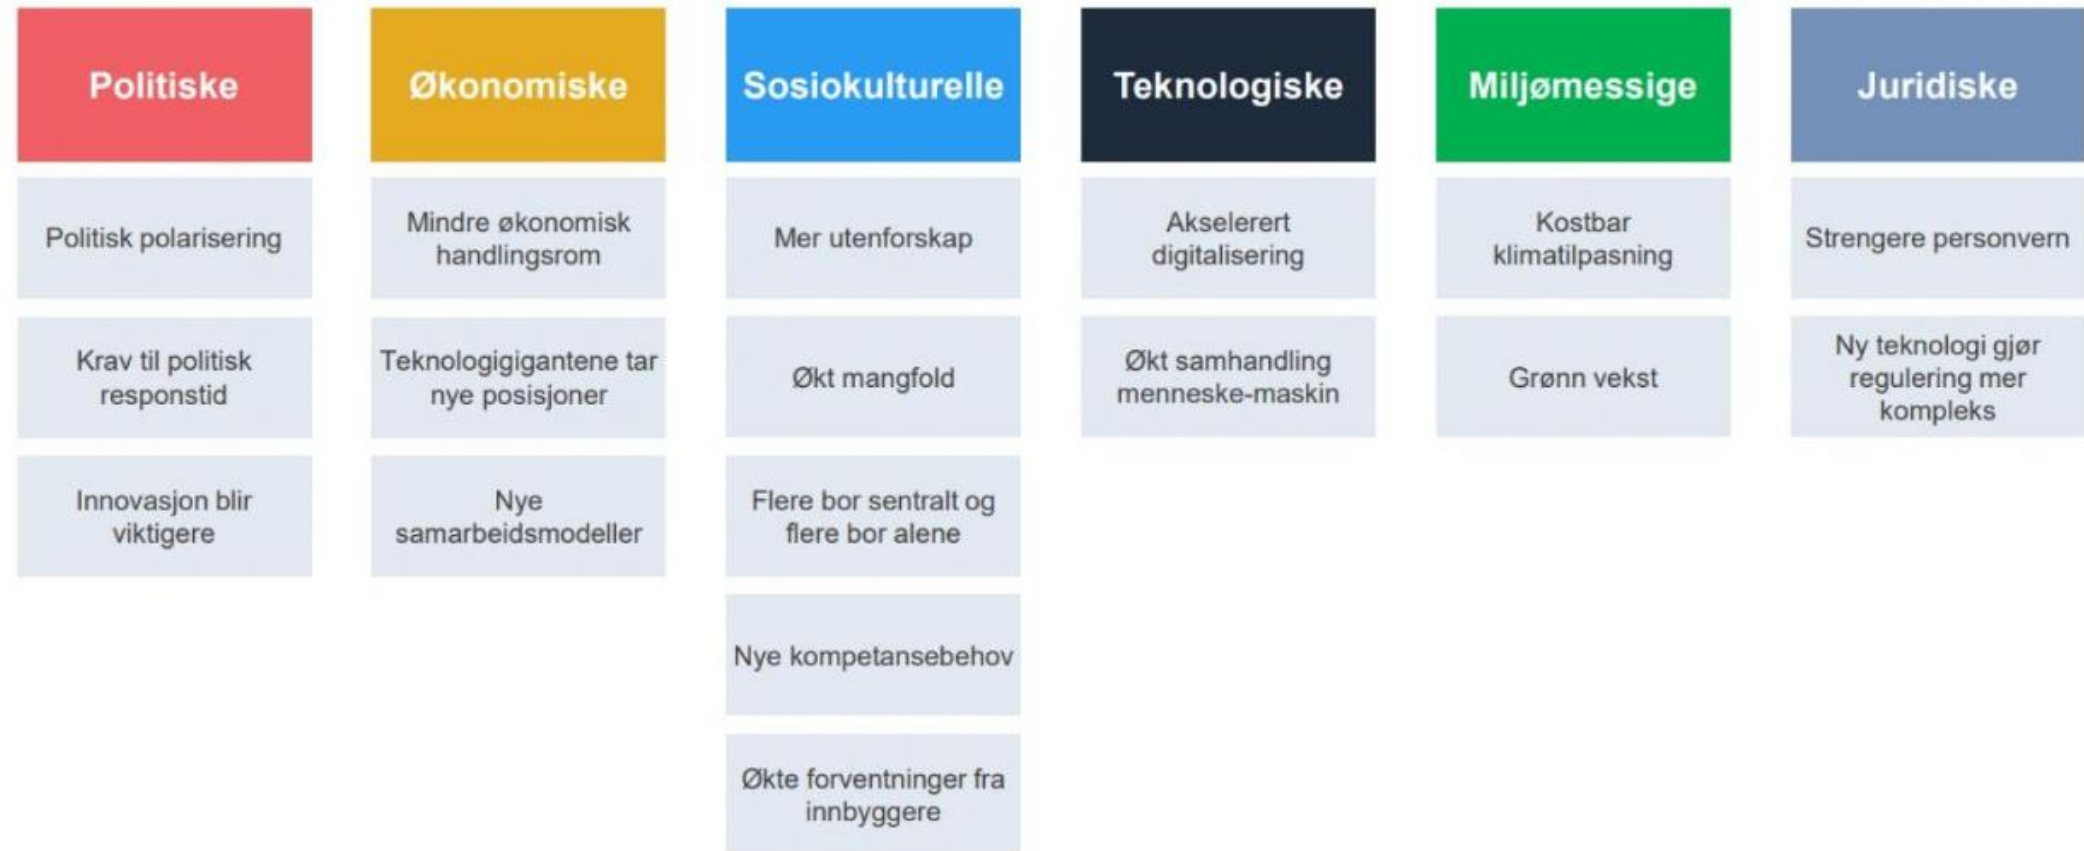 Politiske
Politisk polarisering
Krav til politisk
responstid
Innovasjon blir
viktigere
Økonomiske
Mindre økonomisk
handlingsrom
Teknologigigantene tar
nye posisjoner
Nye
samarbeidsmodeller
Sosiokulturelle
Mer utenforskap
Økt mangfold
Flere bor sentralt og
flere bor alene
Nye kompetansebehov
Økte forventninger fra
innbyggere
Teknologiske
Akselerert
digitalisering
Økt samhandling
menneske-maskin
Miljømessige
Kostbar
klimatilpasning
Grønn vekst
Juridiske
Strengere personvern
Ny teknologi gjør
regulering mer
kompleks